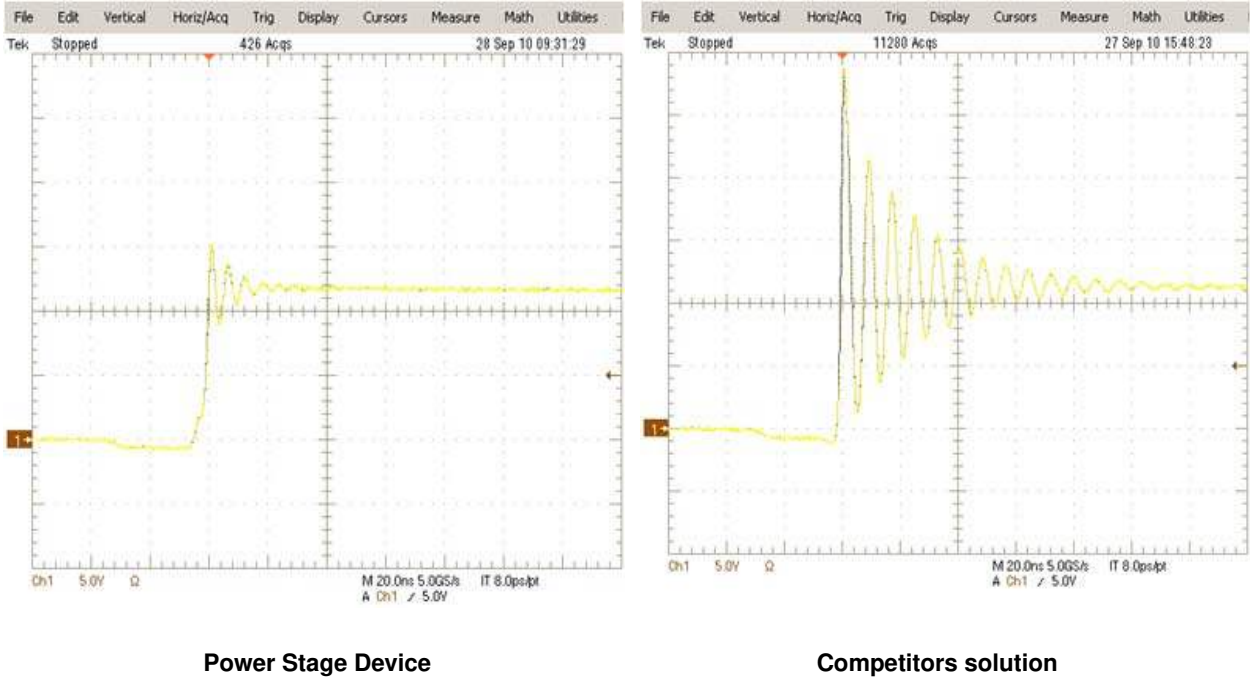 File Edit Vertical Horiz/Acq Trig Display Cursors Measure Math Utilities
Tek Stopped 426 Acqs 28 Sep 10 09:31:29
1
Ch1 5.0V Ω M 20.0ns 5.0GS/s IT 8.0ps/pt
A Ch1 / 5.0V
Power Stage Device
File Edit Vertical Horiz/Acq Trig Display Cursors Measure Math Utilities
Tek Stopped 11280 Acqs 27 Sep 10 15:48:23
1
Ch1 5.0V Ω M 20.0ns 5.0GS/s IT 8.0ps/pt
A Ch1 / 5.0V
Competitors solution